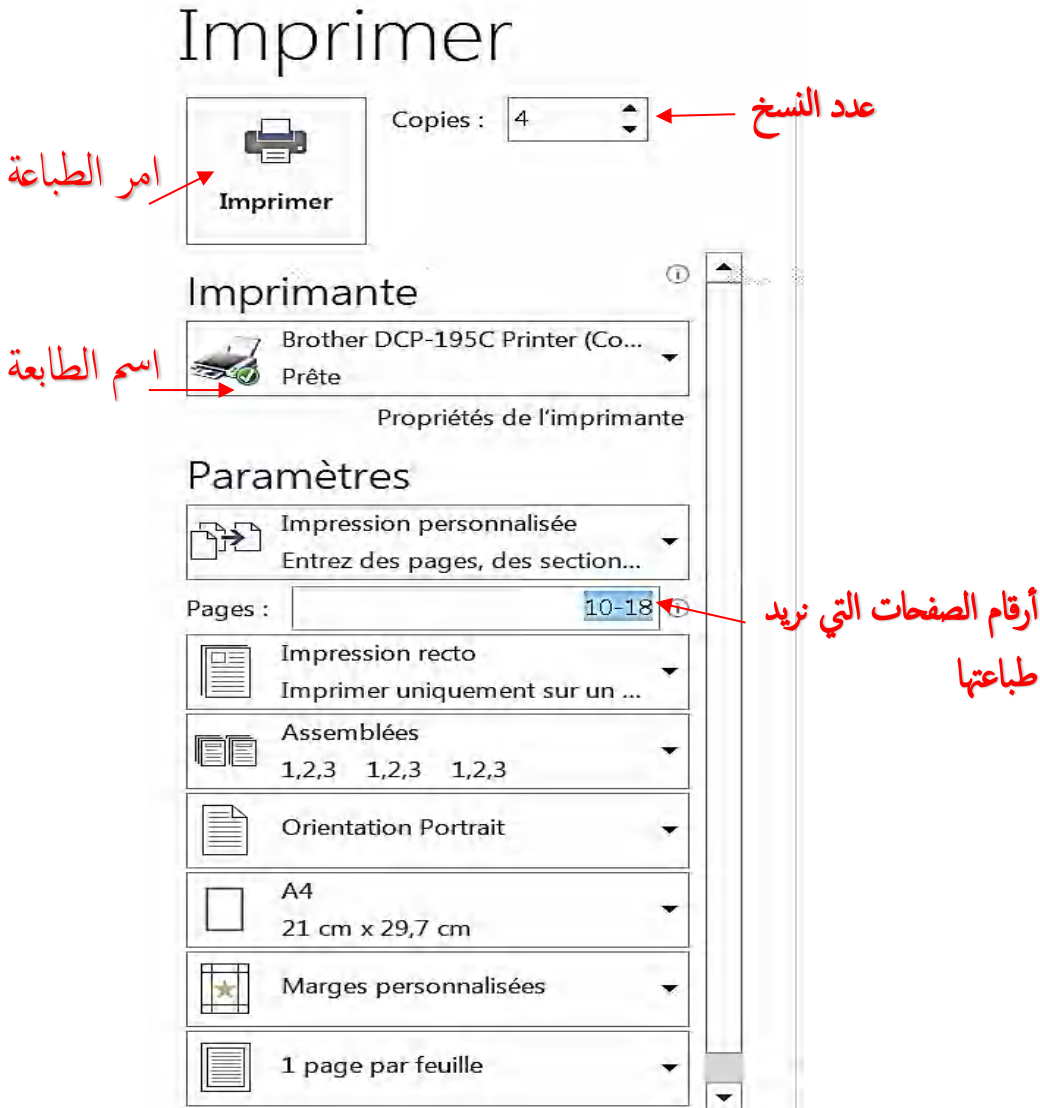 Imprimer
Copies :
4
عدد النسخ
Imprimer
امر الطباعة
Imprimante
Brother DCP-195C Printer (Co...
Prête
اسم الطابعة
Propriétés de l'imprimante
Paramètres
Impression personnalisée
Entrez des pages, des section...
Pages :
10-18
أرقام الصفحات التي نريد
طباعتها
Impression recto
Imprimer uniquement sur un ...
Assemblées
1,2,3 1,2,3 1,2,3
Orientation Portrait
A4
21 cm x 29,7 cm
Marges personnalisées
1 page par feuille